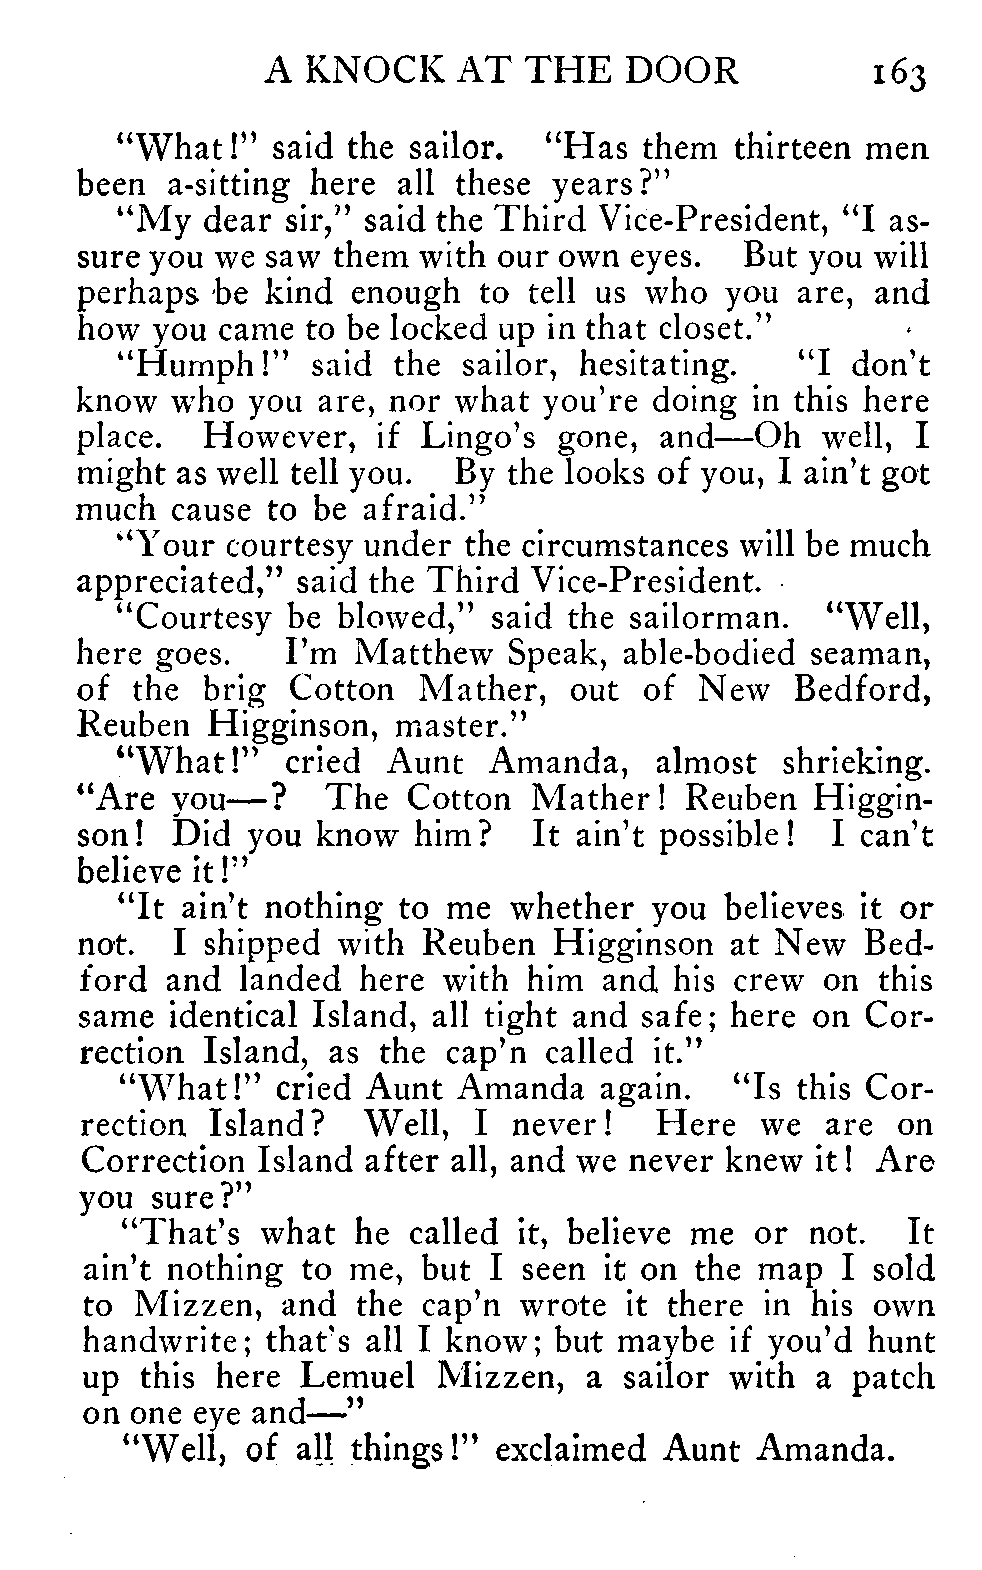 A KNOCK AT THE DOOR 163
"What!" said the sailor. "Has them thirteen men
been a-sitting here all these years?"
"My dear sir," said the Third Vice-President, "I as-
sure you we saw them with our own eyes. But you will
perhaps be kind enough to tell us who you are, and
how you came to be locked up in that closet."
"Humph!" said the sailor, hesitating. "I don't
know who you are, nor what you're doing in this here
place. However, if Lingo's gone, and—Oh well, I
might as well tell you. By the looks of you, I ain't got
much cause to be afraid."
"Your courtesy under the circumstances will be much
appreciated," said the Third Vice-President.
"Courtesy be blowed," said the sailorman. "Well,
here goes. I'm Matthew Speak, able-bodied seaman,
of the brig Cotton Mather, out of New Bedford,
Reuben Higginson, master."
"What!" cried Aunt Amanda, almost shrieking.
"Are you—? The Cotton Mather! Reuben Higgin-
son! Did you know him? It ain't possible! I can't
believe it!"
"It ain't nothing to me whether you believes it or
not. I shipped with Reuben Higginson at New Bed-
ford and landed here with him and his crew on this
same identical Island, all tight and safe; here on Cor-
rection Island, as the cap'n called it."
"What!" cried Aunt Amanda again. "Is this Cor-
rection Island? Well, I never! Here we are on
Correction Island after all, and we never knew it! Are
you sure?"
"That's what he called it, believe me or not. It
ain't nothing to me, but I seen it on the map I sold
to Mizzen, and the cap'n wrote it there in his own
handwrite; that's all I know; but maybe if you'd hunt
up this here Lemuel Mizzen, a sailor with a patch
on one eye and—"
"Well, of all things!" exclaimed Aunt Amanda.